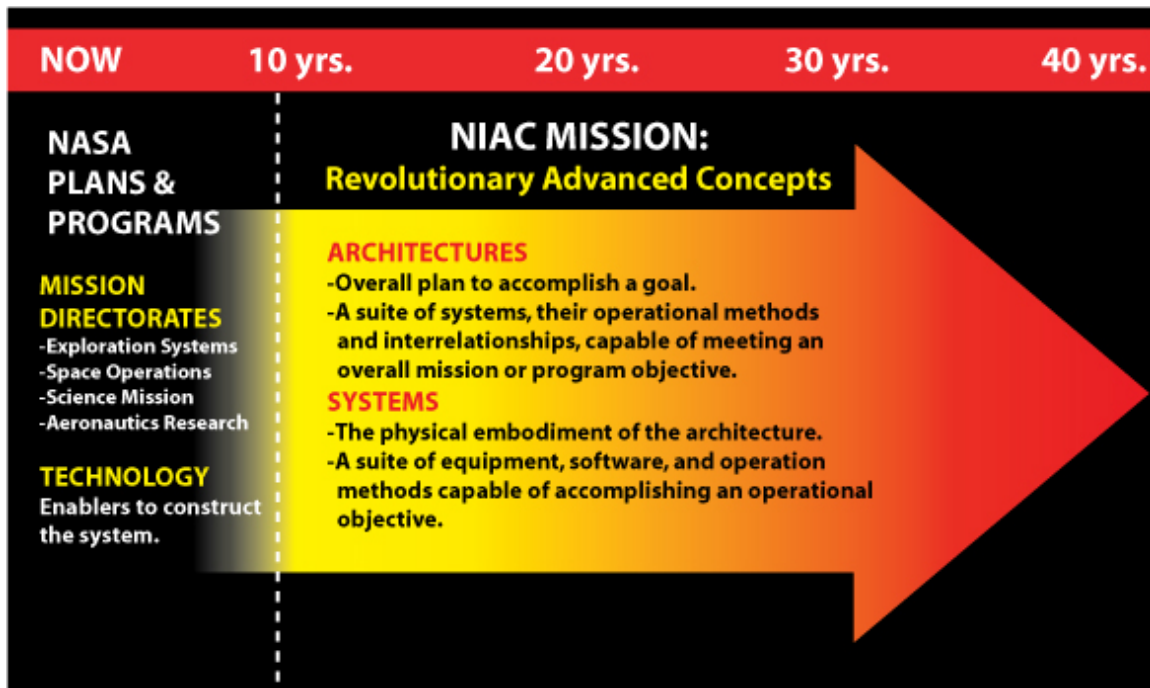 NOW 10 yrs. 20 yrs. 30 yrs. 40 yrs.
NASA
PLANS &
PROGRAMS
MISSION
DIRECTORATES
-Exploration Systems
-Space Operations
-Science Mission
-Aeronautics Research
TECHNOLOGY
Enablers to construct
the system.
NIAC MISSION:
Revolutionary Advanced Concepts
ARCHITECTURES
-Overall plan to accomplish a goal.
-A suite of systems, their operational methods
and interrelationships, capable of meeting an
overall mission or program objective.
SYSTEMS
-The physical embodiment of the architecture.
-A suite of equipment, software, and operation
methods capable of accomplishing an operational
objective.